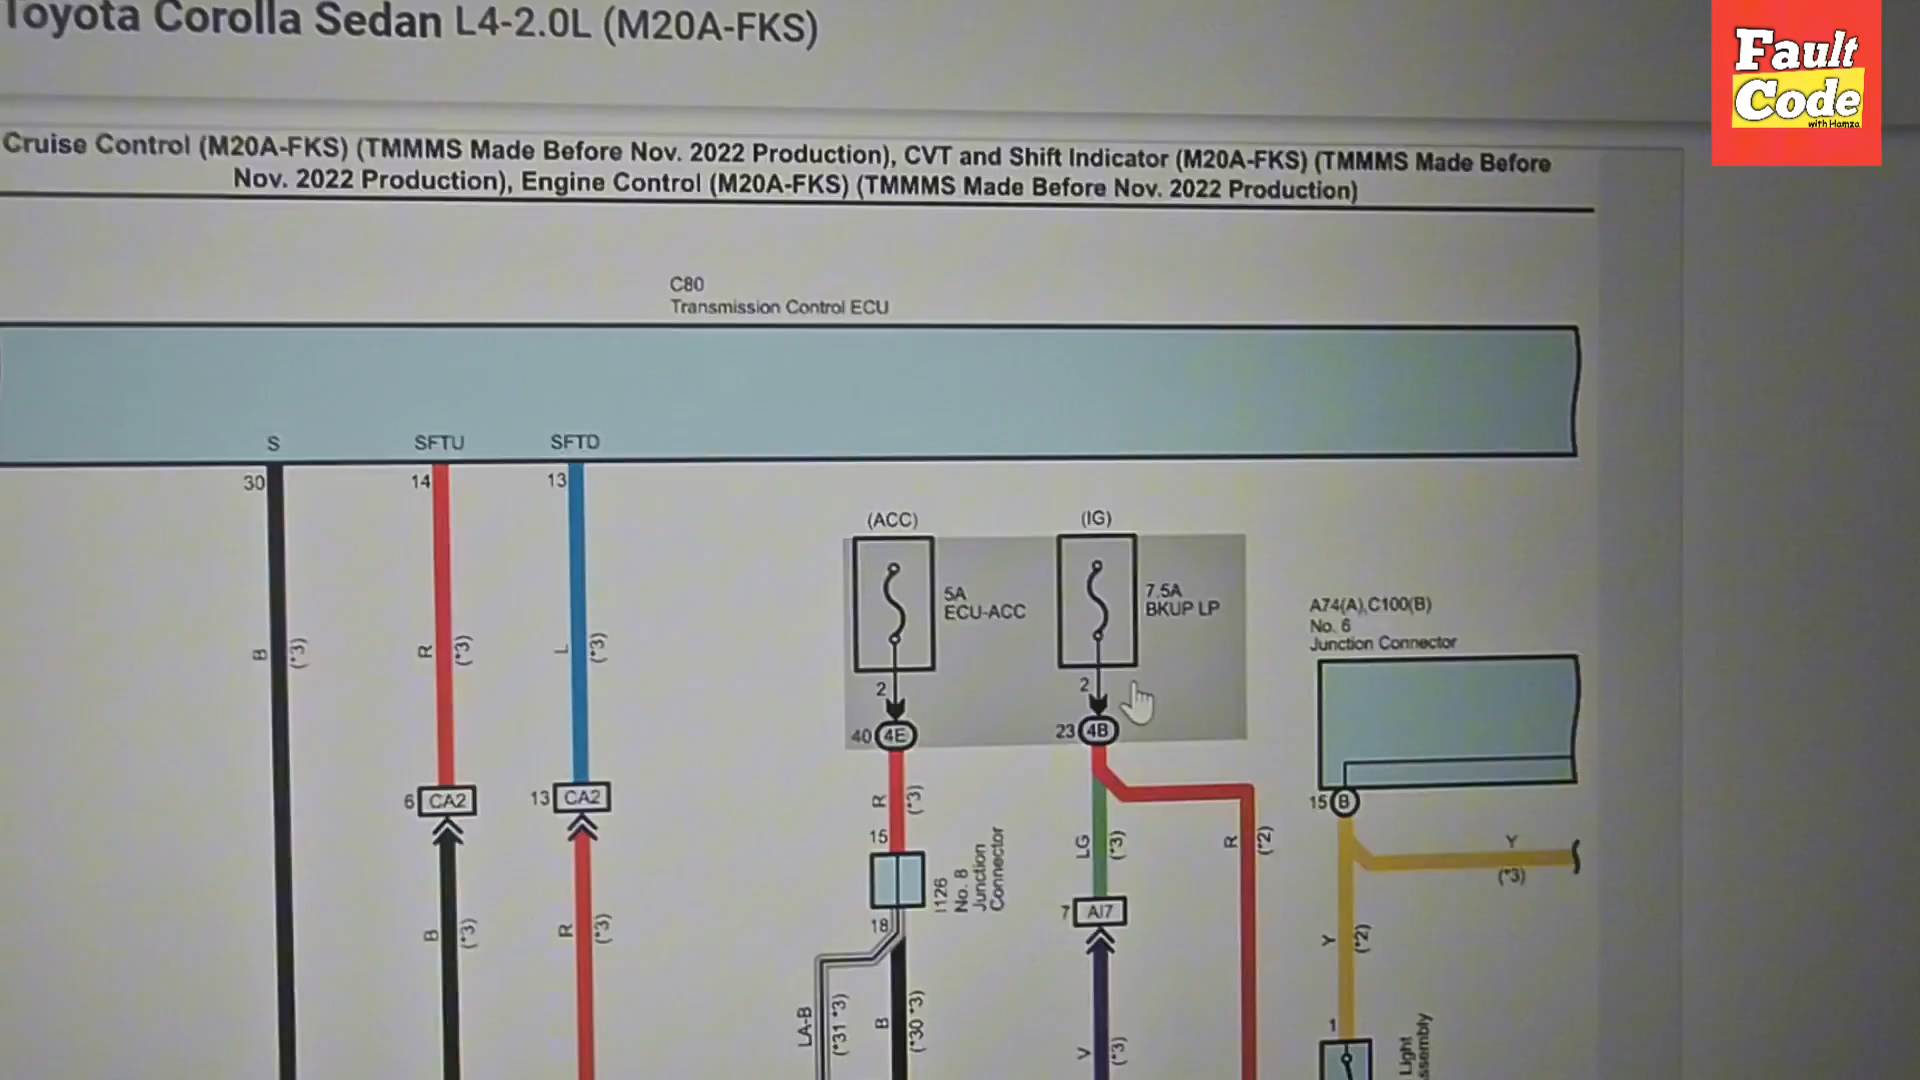 Toyota Corolla Sedan L4-2.0L (M20A-FKS)
Fault
Code
with Hamza
Cruise Control (M20A-FKS) (TMMMS Made Before Nov. 2022 Production), CVT and Shift Indicator (M20A-FKS) (TMMMS Made Before
Nov. 2022 Production), Engine Control (M20A-FKS) (TMMMS Made Before Nov. 2022 Production)
C80
Transmission Control ECU
S
SFTU
SFTD
30
14
13
(ACC)
(IG)
5A
ECU-ACC
7.5A
BKUP LP
A74(A),C100(B)
No. 6
Junction Connector
B
(*3)
R
(*3)
L
(*3)
2
2
40 4E
23 4B
6 CA2
13 CA2
15 B
R
(*3)
15
LG
(*3)
R
(*2)
Y
(*3)
I126
No. 8
Junction
Connector
7 AI7
18
B
(*3)
R
(*3)
Y
(*2)
LA-B
(*31 *3)
B
(*30 *3)
V
(*3)
1
Light